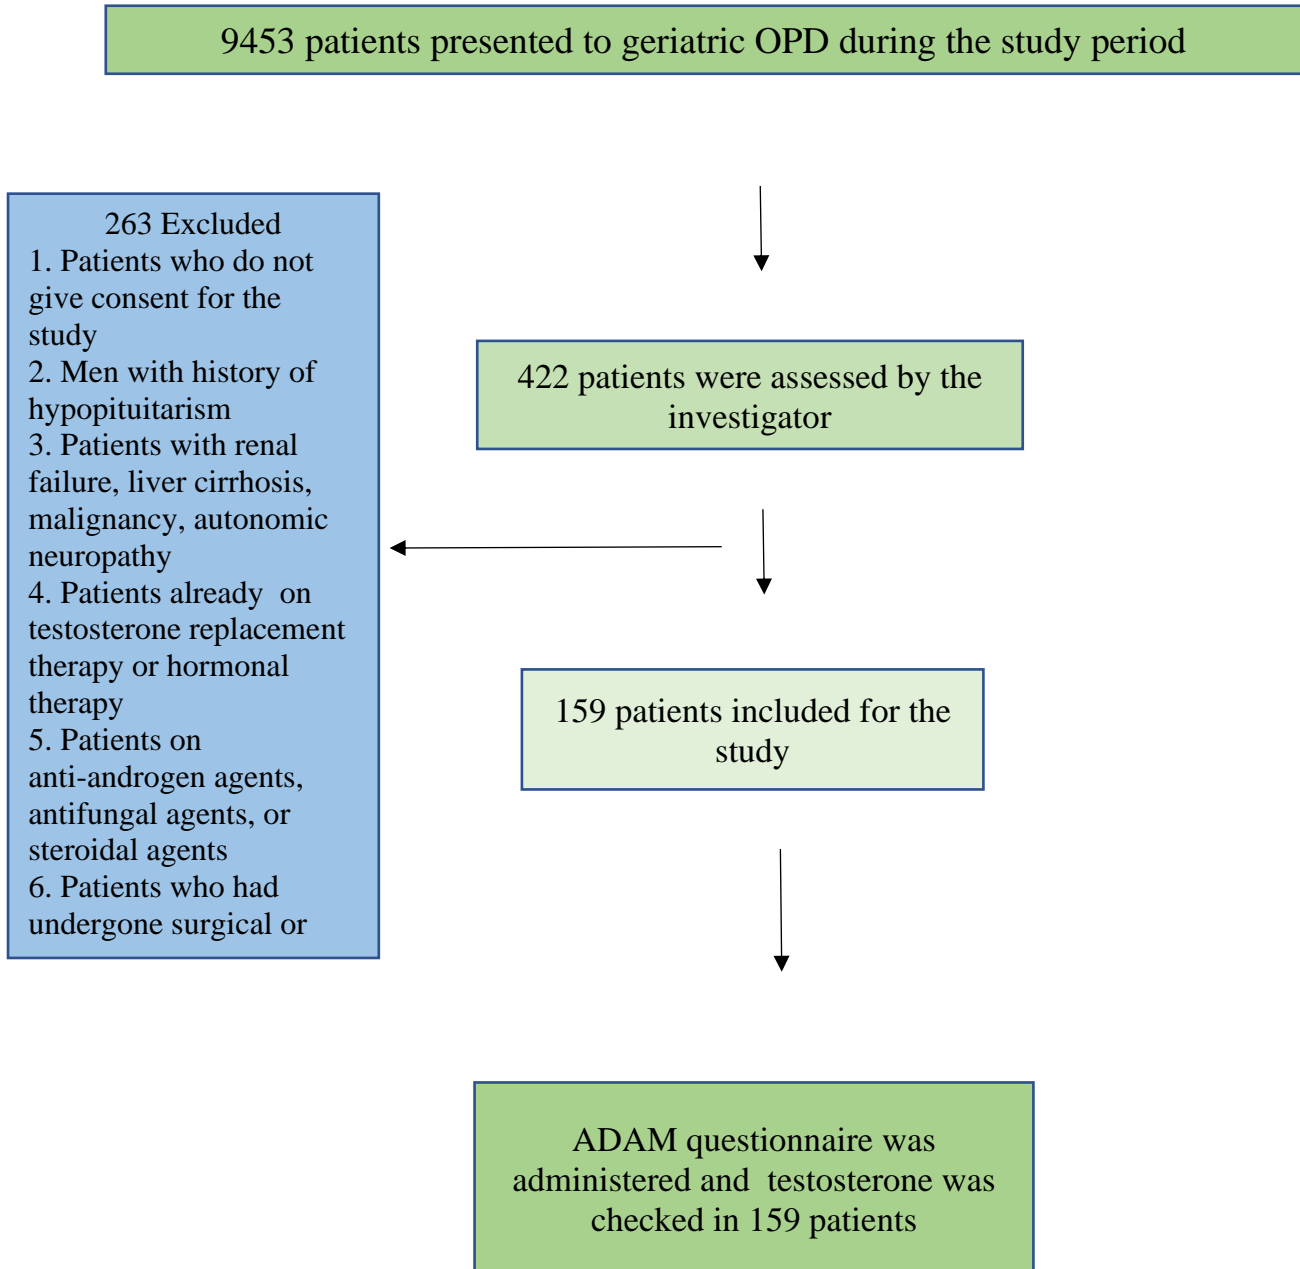 9453 patients presented to geriatric OPD during the study period
263 Excluded
1. Patients who do not
give consent for the
study
2. Men with history of
hypopituitarism
3. Patients with renal
failure, liver cirrhosis,
malignancy, autonomic
neuropathy
4. Patients already on
testosterone replacement
therapy or hormonal
therapy
5. Patients on
anti-androgen agents,
antifungal agents, or
steroidal agents
6. Patients who had
undergone surgical or
422 patients were assessed by the
investigator
159 patients included for the
study
ADAM questionnaire was
administered and testosterone was
checked in 159 patients